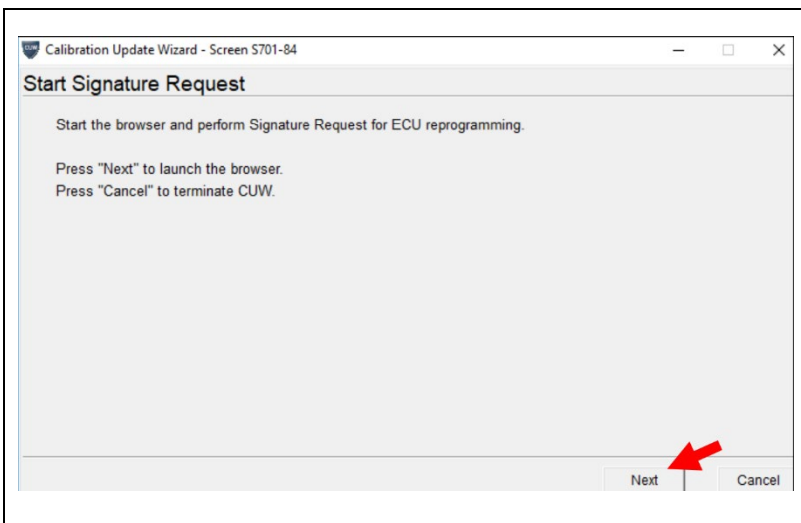 CUW
Calibration Update Wizard - Screen S701-84
Start Signature Request
Start the browser and perform Signature Request for ECU reprogramming.
Press "Next" to launch the browser.
Press "Cancel" to terminate CUW.
Next Cancel